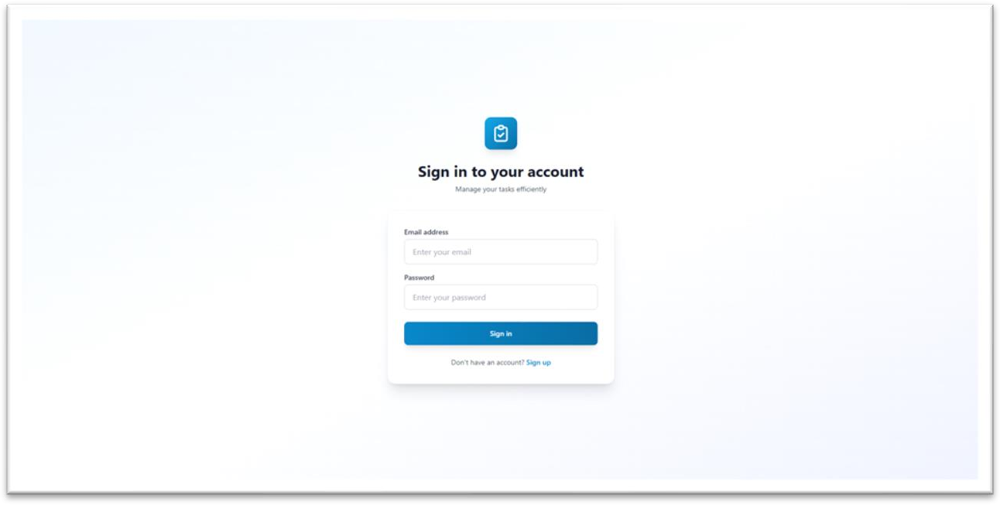 Sign in to your account
Manage your tasks efficiently
Email address
Enter your email
Password
Enter your password
Sign in
Don't have an account? Sign up